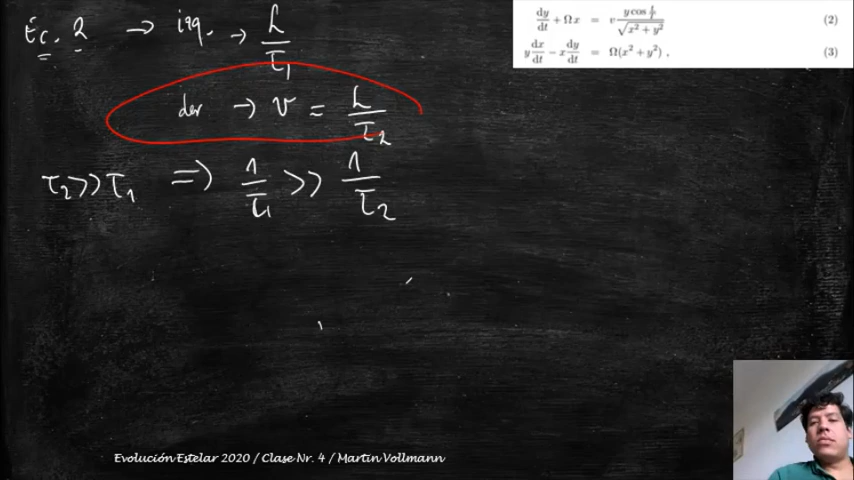 Ec. 2 → izq. → L/τ₁
der → v = L/τ₂
τ₂ >> τ₁ ⇒ 1/τ₁ >> 1/τ₂
dy/dt + Ωx = v y cos i/√(x² + y²) (2)
y dx/dt − x dy/dt = Ω(x² + y²) , (3)
Evolución Estelar 2020 / Clase Nr. 4 / Martin Vollmann